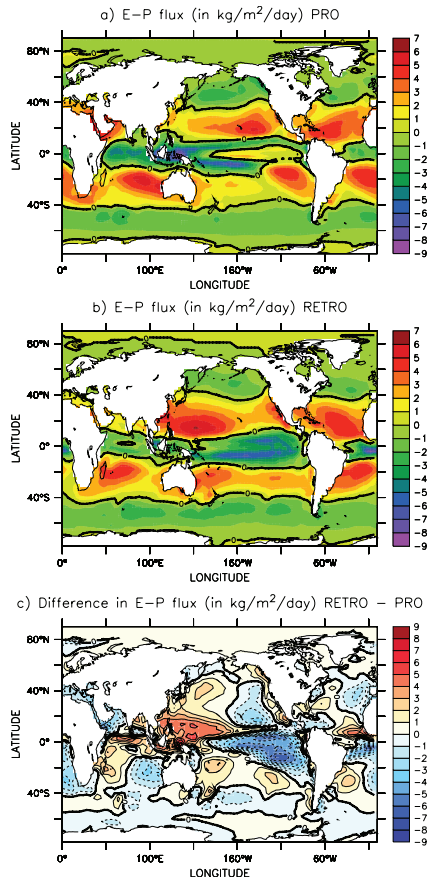 a) E-P flux (in kg/m²/day) PRO
80°N
40°N
0°
40°S
LATITUDE
0° 100°E 160°W 60°W
LONGITUDE
7
6
5
4
3
2
1
0
-1
-2
-3
-4
-5
-6
-7
-8
-9
b) E-P flux (in kg/m²/day) RETRO
80°N
40°N
0°
40°S
LATITUDE
0° 100°E 160°W 60°W
LONGITUDE
7
6
5
4
3
2
1
0
-1
-2
-3
-4
-5
-6
-7
-8
-9
c) Difference in E-P flux (in kg/m²/day) RETRO - PRO
80°N
40°N
0°
40°S
LATITUDE
0° 100°E 160°W 60°W
LONGITUDE
9
8
7
6
5
4
3
2
1
0
-1
-2
-3
-4
-5
-6
-7
-8
-9